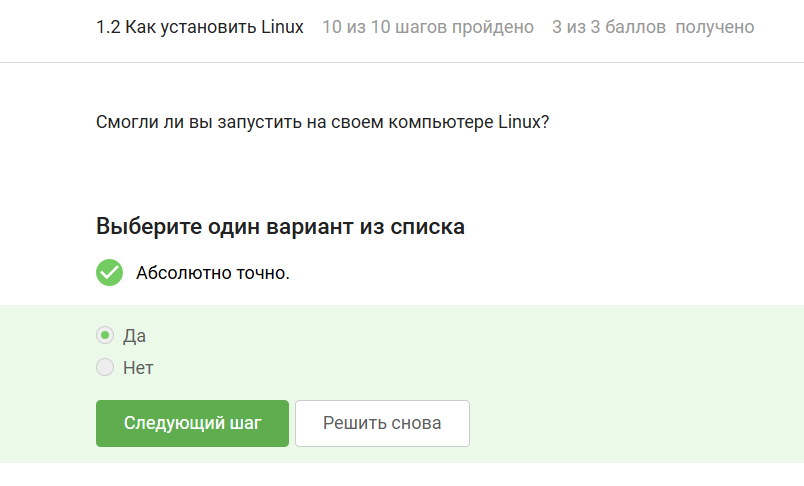 1.2 Как установить Linux 10 из 10 шагов пройдено 3 из 3 баллов получено
Смогли ли вы запустить на своем компьютере Linux?
Выберите один вариант из списка
Абсолютно точно.
Да
Нет
Следующий шаг Решить снова